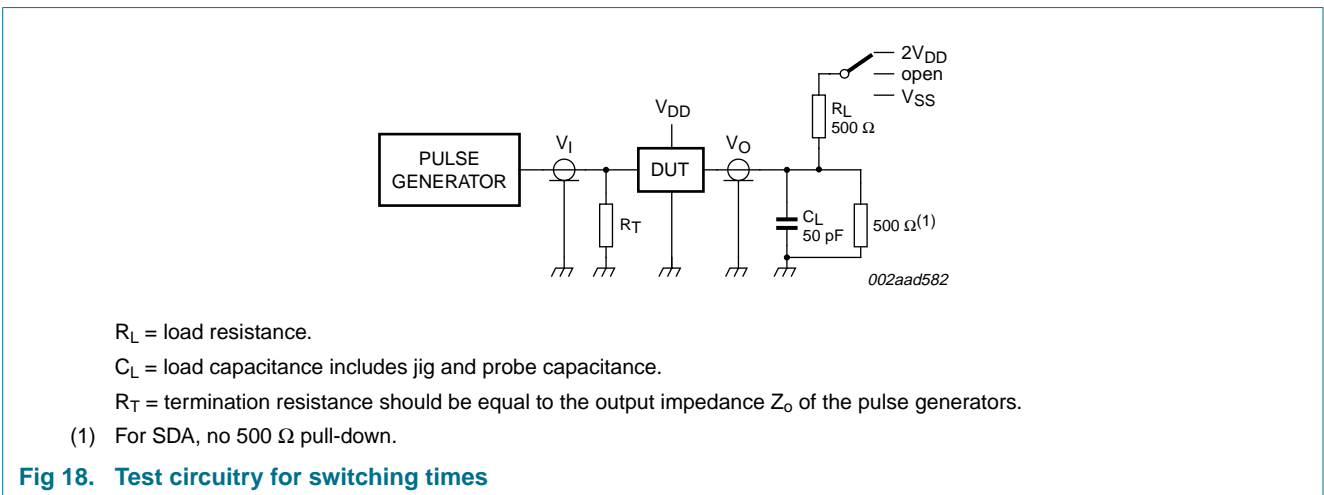 2VDD
open
VSS
RL
500 Ω
VDD
VI
VO
PULSE
GENERATOR
DUT
RT
CL
50 pF
500 Ω(1)
002aad582
RL = load resistance.
CL = load capacitance includes jig and probe capacitance.
RT = termination resistance should be equal to the output impedance Zo of the pulse generators.
(1) For SDA, no 500 Ω pull-down.
Fig 18. Test circuitry for switching times